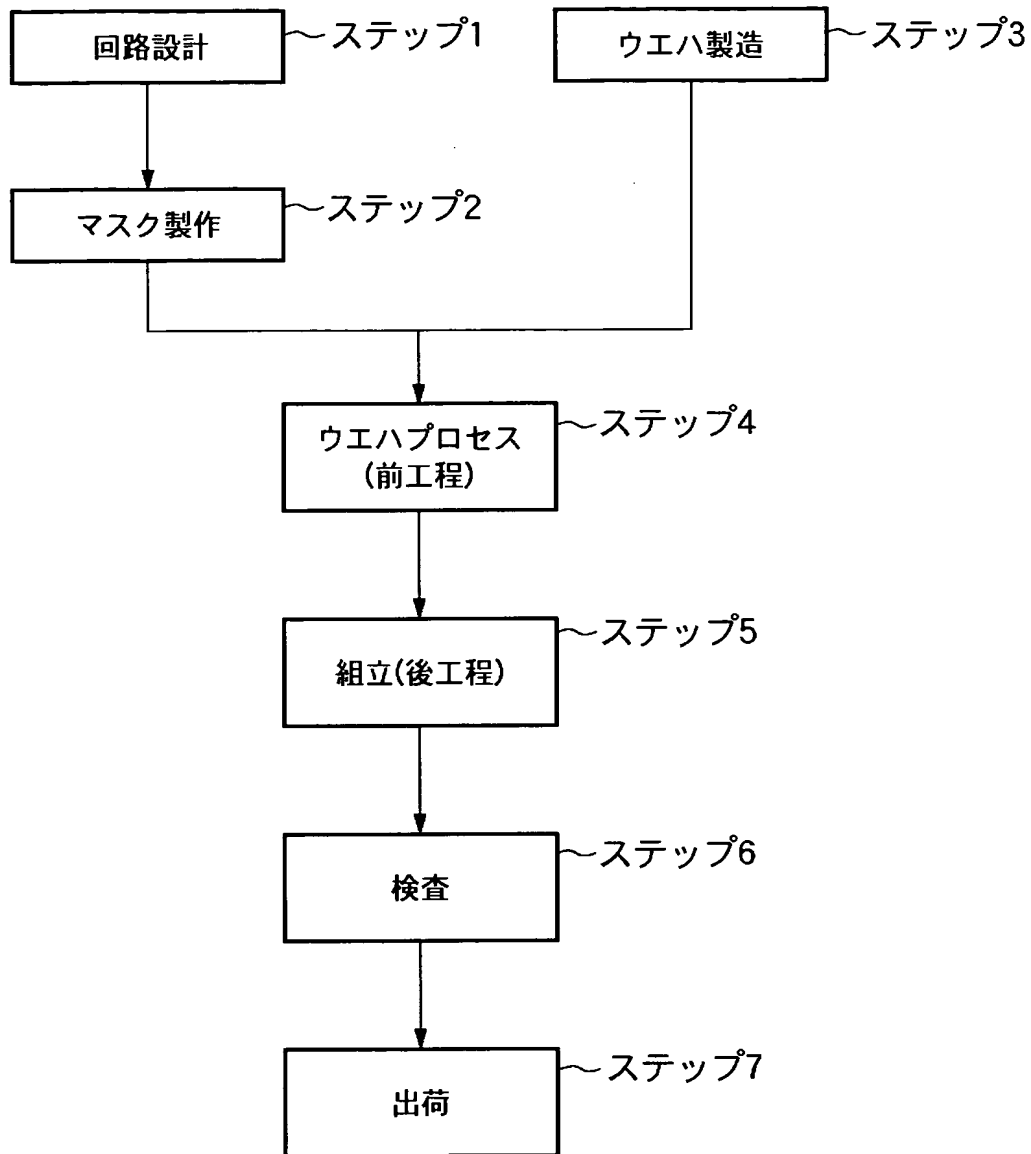 回路設計
ステップ1
ウエハ製造
ステップ3
マスク製作
ステップ2
ウエハプロセス
(前工程)
ステップ4
組立(後工程)
ステップ5
検査
ステップ6
出荷
ステップ7